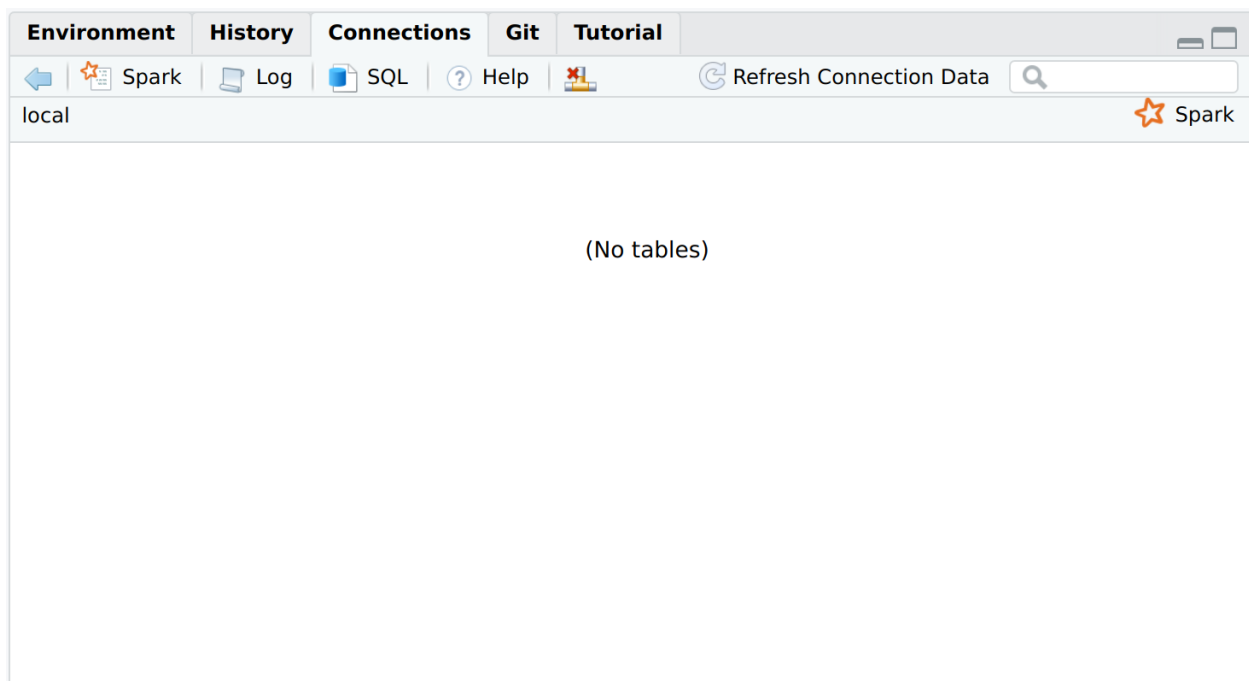 Environment History Connections Git Tutorial
Spark Log SQL ? Help Refresh Connection Data
local Spark
(No tables)